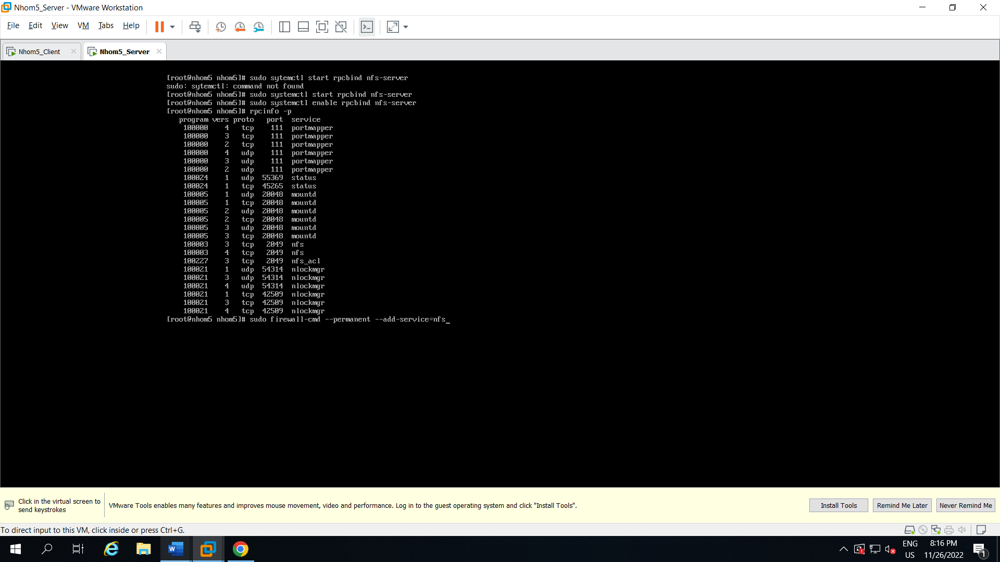 Nhom5_Server - VMware Workstation
File Edit View VM Tabs Help
Nhom5_Client Nhom5_Server
[root@nhom5 nhom5]# sudo sytemctl start rpcbind nfs-server
sudo: sytemctl: command not found
[root@nhom5 nhom5]# sudo systemctl start rpcbind nfs-server
[root@nhom5 nhom5]# sudo systemctl enable rpcbind nfs-server
[root@nhom5 nhom5]# rpcinfo -p
program vers proto port service
100000 4 tcp 111 portmapper
100000 3 tcp 111 portmapper
100000 2 tcp 111 portmapper
100000 4 udp 111 portmapper
100000 3 udp 111 portmapper
100000 2 udp 111 portmapper
100024 1 udp 55369 status
100024 1 tcp 45265 status
100005 1 udp 20048 mountd
100005 1 tcp 20048 mountd
100005 2 udp 20048 mountd
100005 2 tcp 20048 mountd
100005 3 udp 20048 mountd
100005 3 tcp 20048 mountd
100003 3 tcp 2049 nfs
100003 4 tcp 2049 nfs
100227 3 tcp 2049 nfs_acl
100021 1 udp 54314 nlockmgr
100021 3 udp 54314 nlockmgr
100021 4 udp 54314 nlockmgr
100021 1 tcp 42509 nlockmgr
100021 3 tcp 42509 nlockmgr
100021 4 tcp 42509 nlockmgr
[root@nhom5 nhom5]# sudo firewall-cmd --permanent --add-service=nfs_
Click in the virtual screen to
send keystrokes
VMware Tools enables many features and improves mouse movement, video and performance. Log in to the guest operating system and click "Install Tools".
Install Tools Remind Me Later Never Remind Me
To direct input to this VM, click inside or press Ctrl+G.
ENG
US
8:16 PM
11/26/2022
1